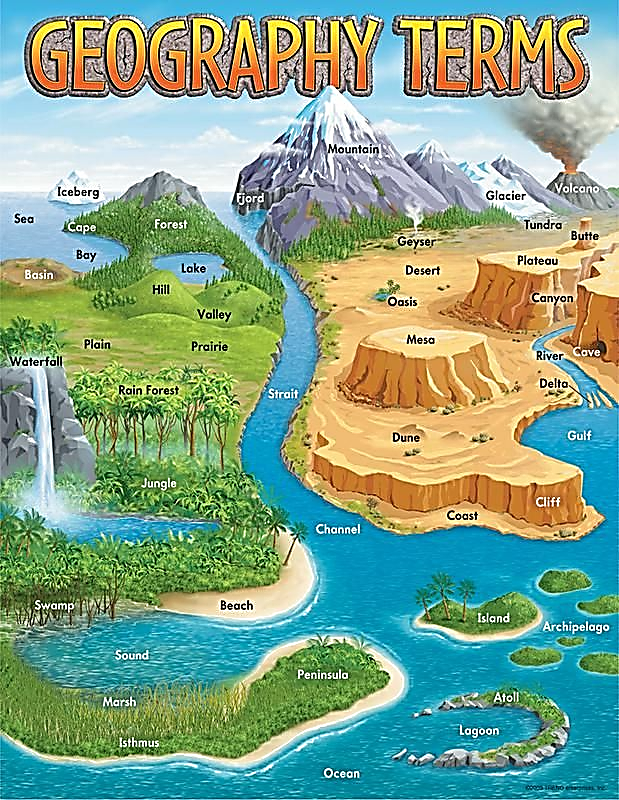 GEOGRAPHY TERMS
Mountain
Iceberg
Fjord
Glacier
Volcano
Sea
Cape
Forest
Tundra
Butte
Geyser
Bay
Plateau
Basin
Lake
Desert
Hill
Oasis
Canyon
Valley
Plain
Prairie
Mesa
River
Cave
Waterfall
Rain Forest
Strait
Delta
Dune
Gulf
Jungle
Cliff
Coast
Channel
Swamp
Beach
Island
Archipelago
Sound
Peninsula
Marsh
Atoll
Lagoon
Isthmus
Ocean